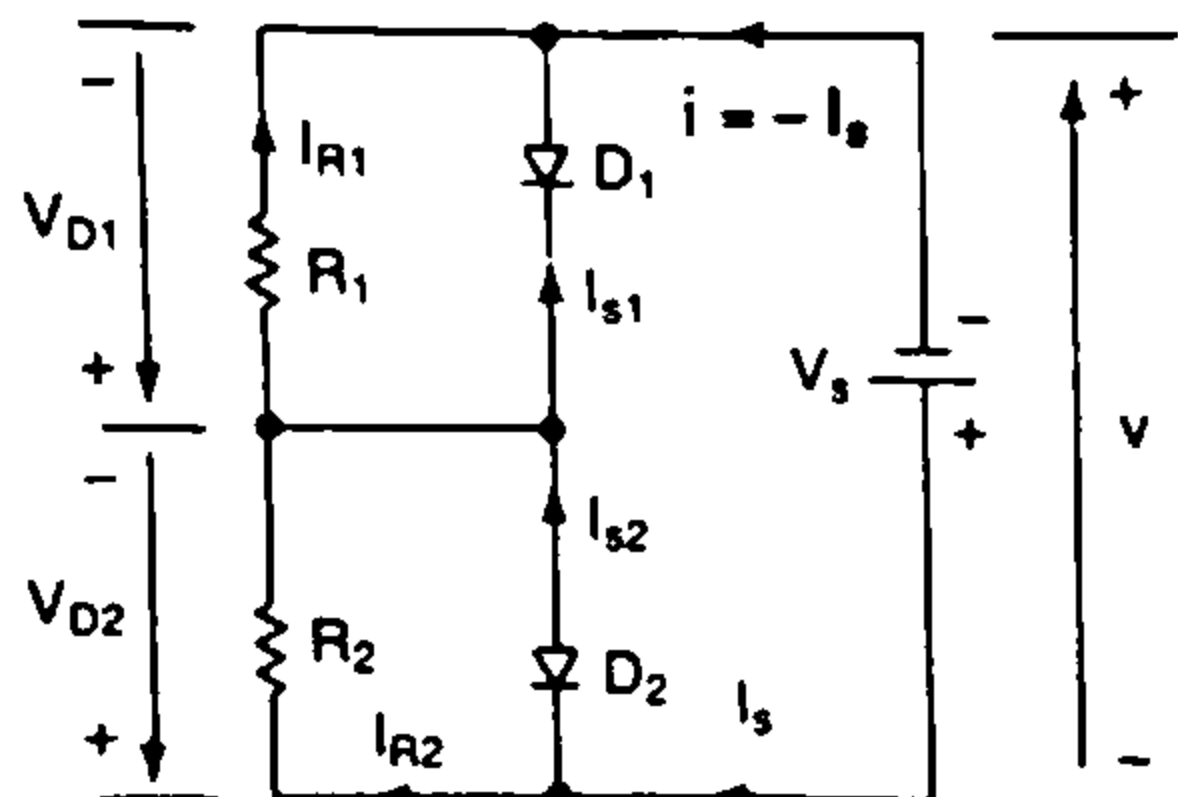 −
+
i = − I_s
I_R1
D_1
V_D1
R_1
I_s1
−
V_s
+
+
v
−
I_s2
V_D2
R_2
D_2
I_s
+
I_R2
−